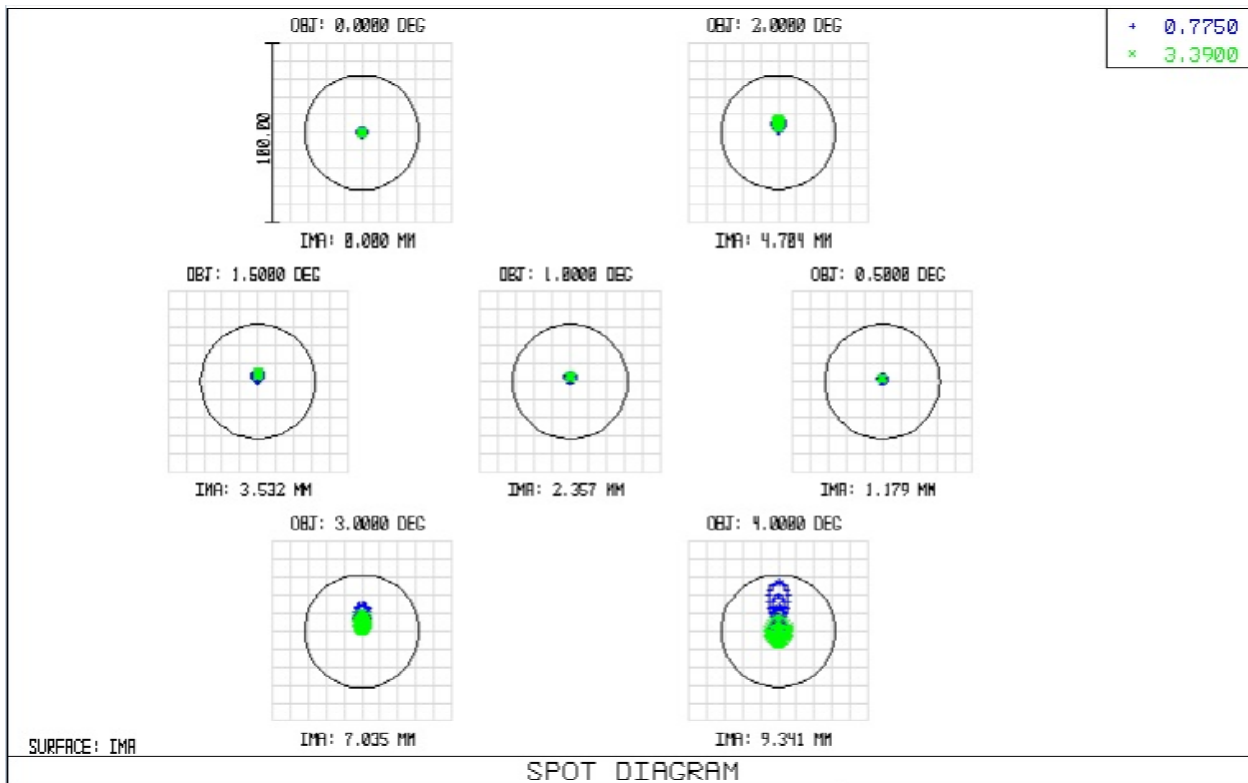 OBJ: 0.0000 DEG
OBJ: 2.0000 DEG
+ 0.7750
× 3.3900
100.00
IMA: 0.000 MM
IMA: 4.704 MM
OBJ: 1.5000 DEG
OBJ: 1.0000 DEG
OBJ: 0.5000 DEG
IMA: 3.532 MM
IMA: 2.357 MM
IMA: 1.179 MM
OBJ: 3.0000 DEG
OBJ: 4.0000 DEG
IMA: 7.035 MM
IMA: 9.341 MM
SURFACE: IMA
SPOT DIAGRAM